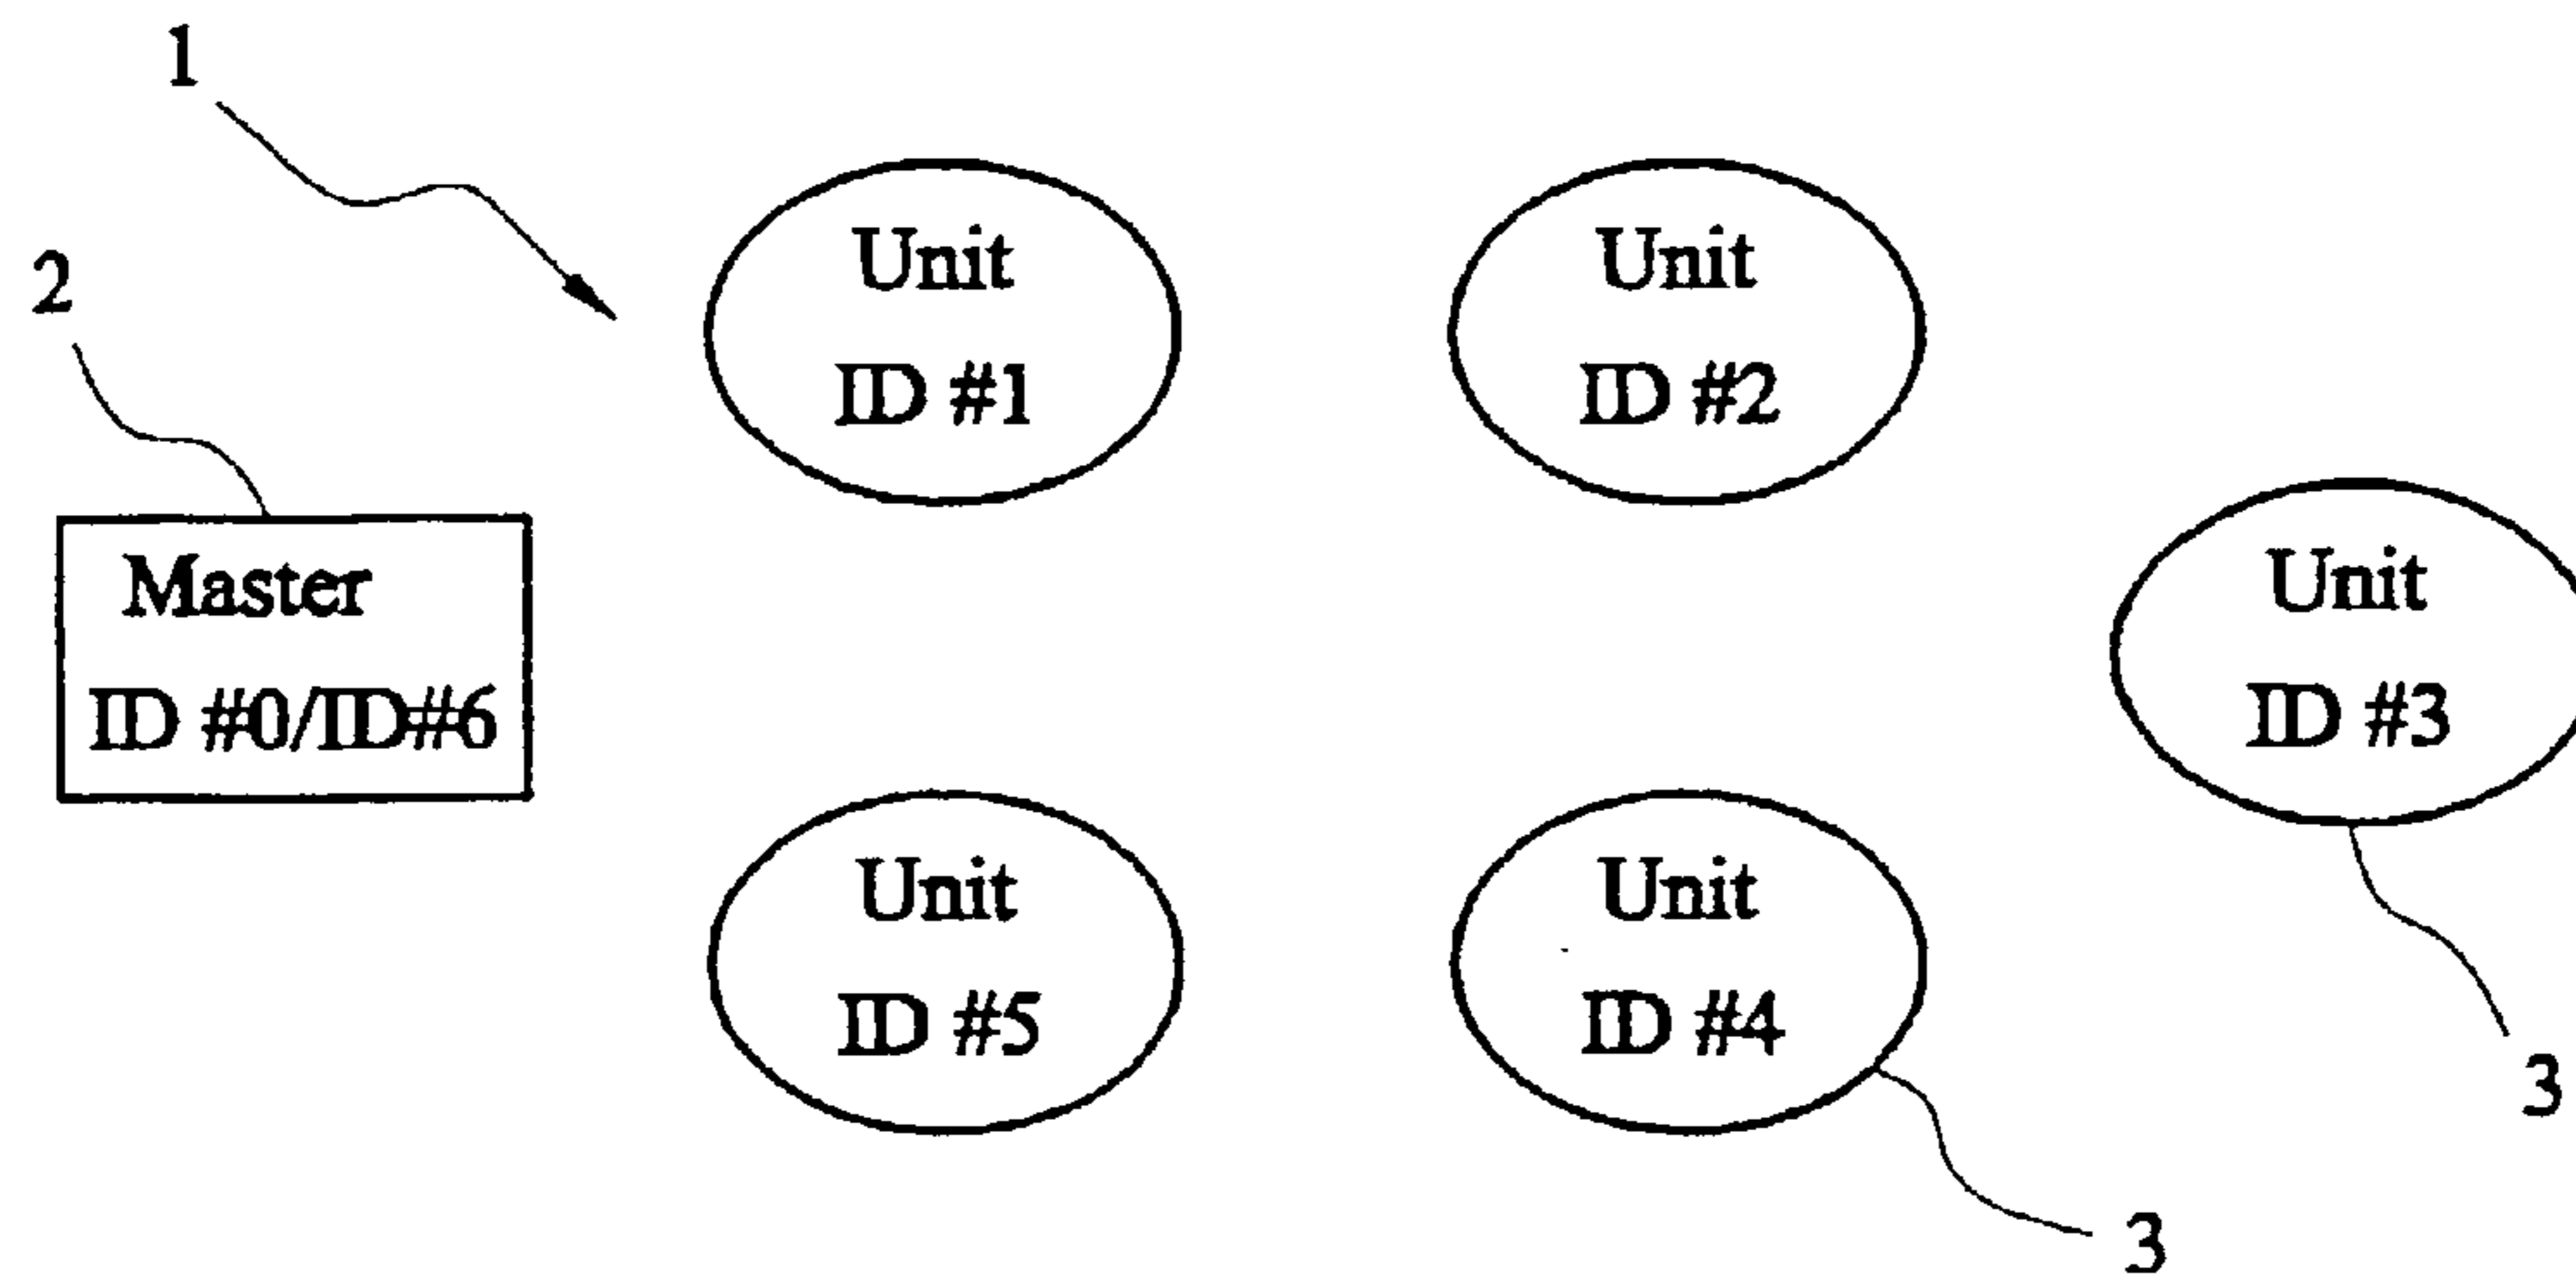 1
2
Unit
ID #1
Unit
ID #2
Master
ID #0/ID#6
Unit
ID #3
Unit
ID #5
Unit
ID #4
3
3